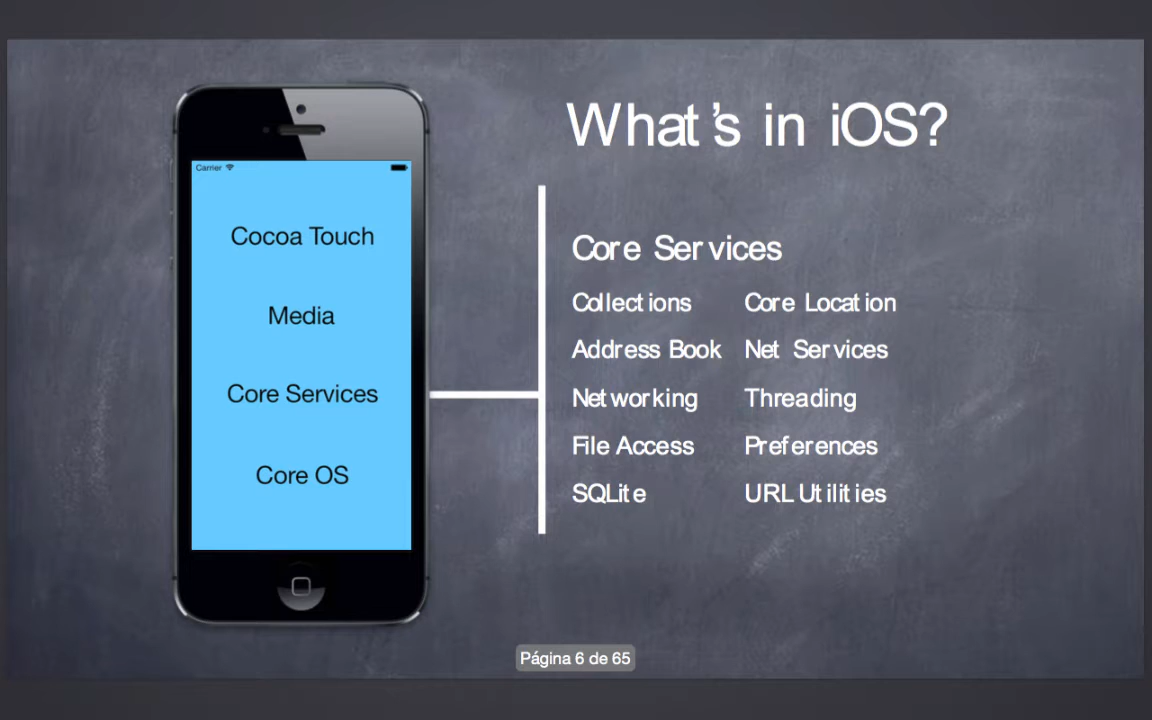 What's in iOS?
Carrier
Cocoa Touch
Media
Core Services
Core OS
Core Services
Collections Core Location
Address Book Net Services
Networking Threading
File Access Preferences
SQLite URL Utilities
Página 6 de 65